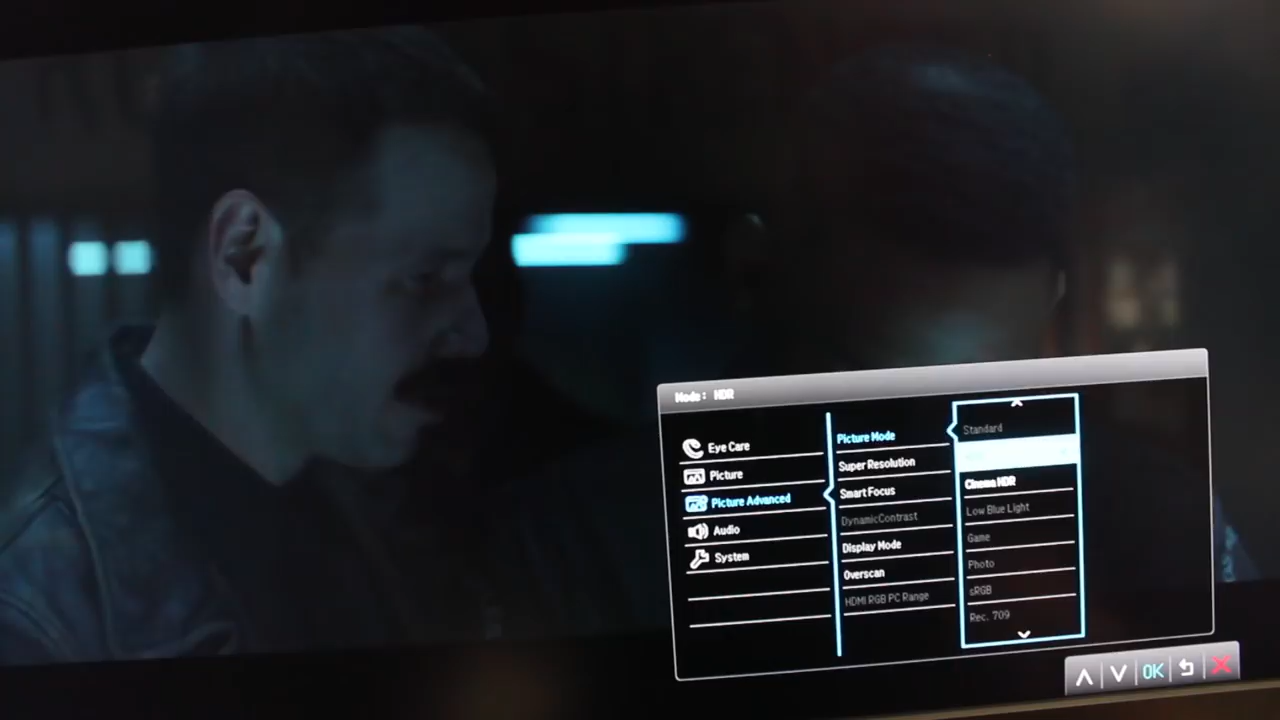 Mode: HDR
Eye Care
Picture
Picture Advanced
Audio
System
Picture Mode
Super Resolution
Smart Focus
DynamicContrast
Display Mode
Overscan
HDMI RGB PC Range
Standard
Cinema HDR
Low Blue Light
Game
Photo
sRGB
Rec. 709
OK